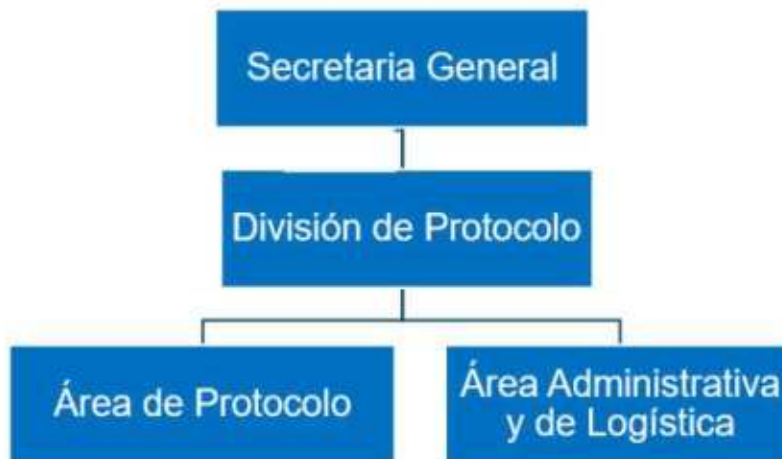 Secretaria General
División de Protocolo
Área de Protocolo
Área Administrativa
y de Logística